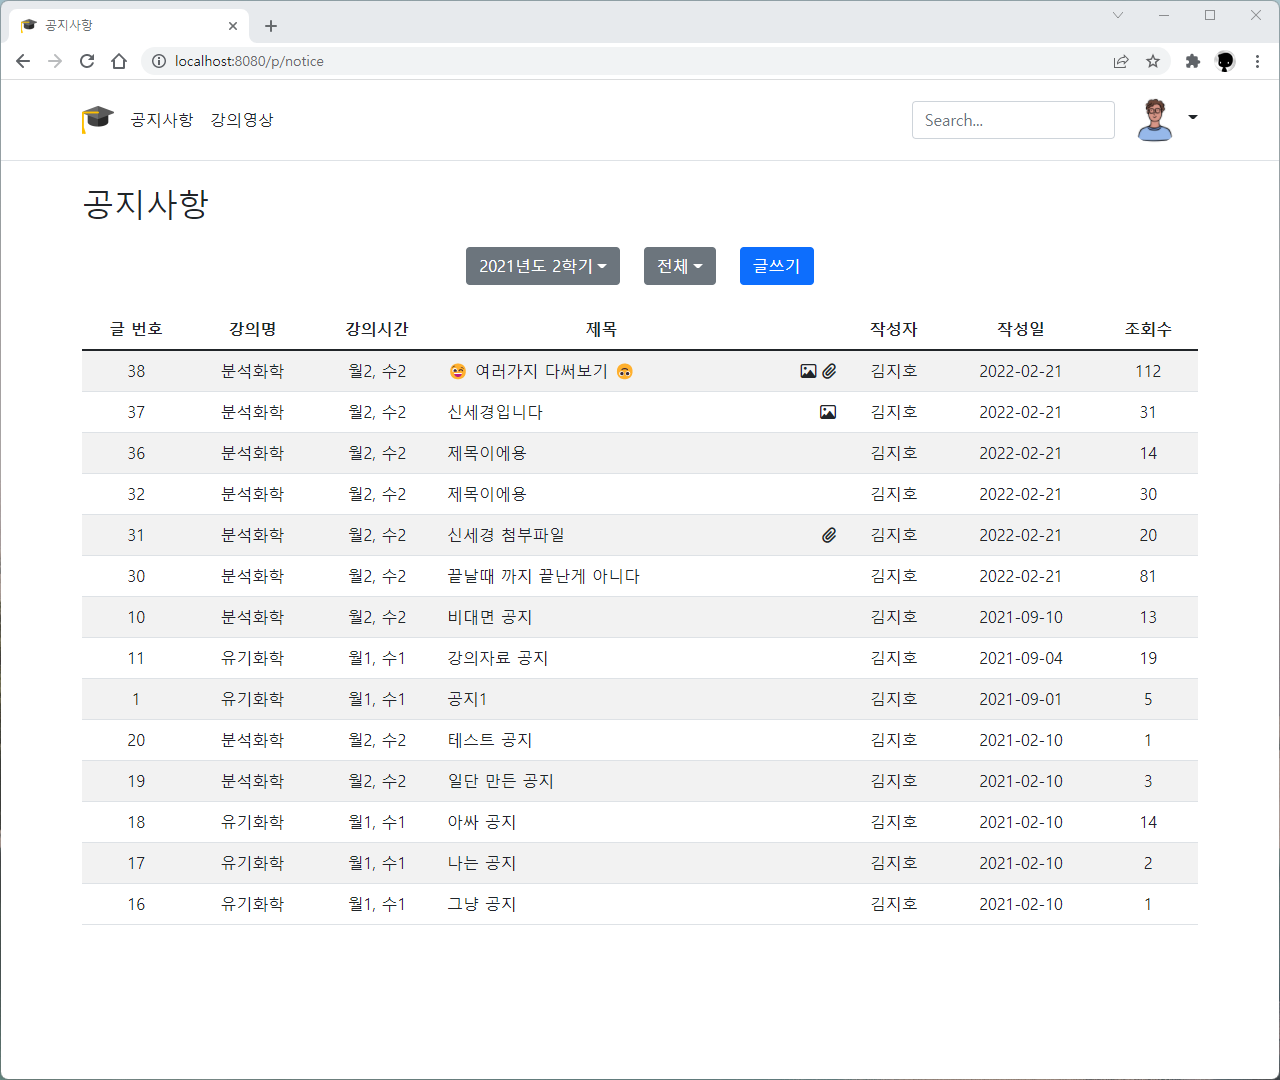 공지사항
localhost:8080/p/notice
공지사항 강의영상 Search...
공지사항
2021년도 2학기 전체 글쓰기
글 번호 강의명 강의시간 제목 작성자 작성일 조회수
38 분석화학 월2, 수2 😉 여러가지 다써보기 🙃 김지호 2022-02-21 112
37 분석화학 월2, 수2 신세경입니다 김지호 2022-02-21 31
36 분석화학 월2, 수2 제목이에용 김지호 2022-02-21 14
32 분석화학 월2, 수2 제목이에용 김지호 2022-02-21 30
31 분석화학 월2, 수2 신세경 첨부파일 김지호 2022-02-21 20
30 분석화학 월2, 수2 끝날때 까지 끝난게 아니다 김지호 2022-02-21 81
10 분석화학 월2, 수2 비대면 공지 김지호 2021-09-10 13
11 유기화학 월1, 수1 강의자료 공지 김지호 2021-09-04 19
1 유기화학 월1, 수1 공지1 김지호 2021-09-01 5
20 분석화학 월2, 수2 테스트 공지 김지호 2021-02-10 1
19 분석화학 월2, 수2 일단 만든 공지 김지호 2021-02-10 3
18 유기화학 월1, 수1 아싸 공지 김지호 2021-02-10 14
17 유기화학 월1, 수1 나는 공지 김지호 2021-02-10 2
16 유기화학 월1, 수1 그냥 공지 김지호 2021-02-10 1